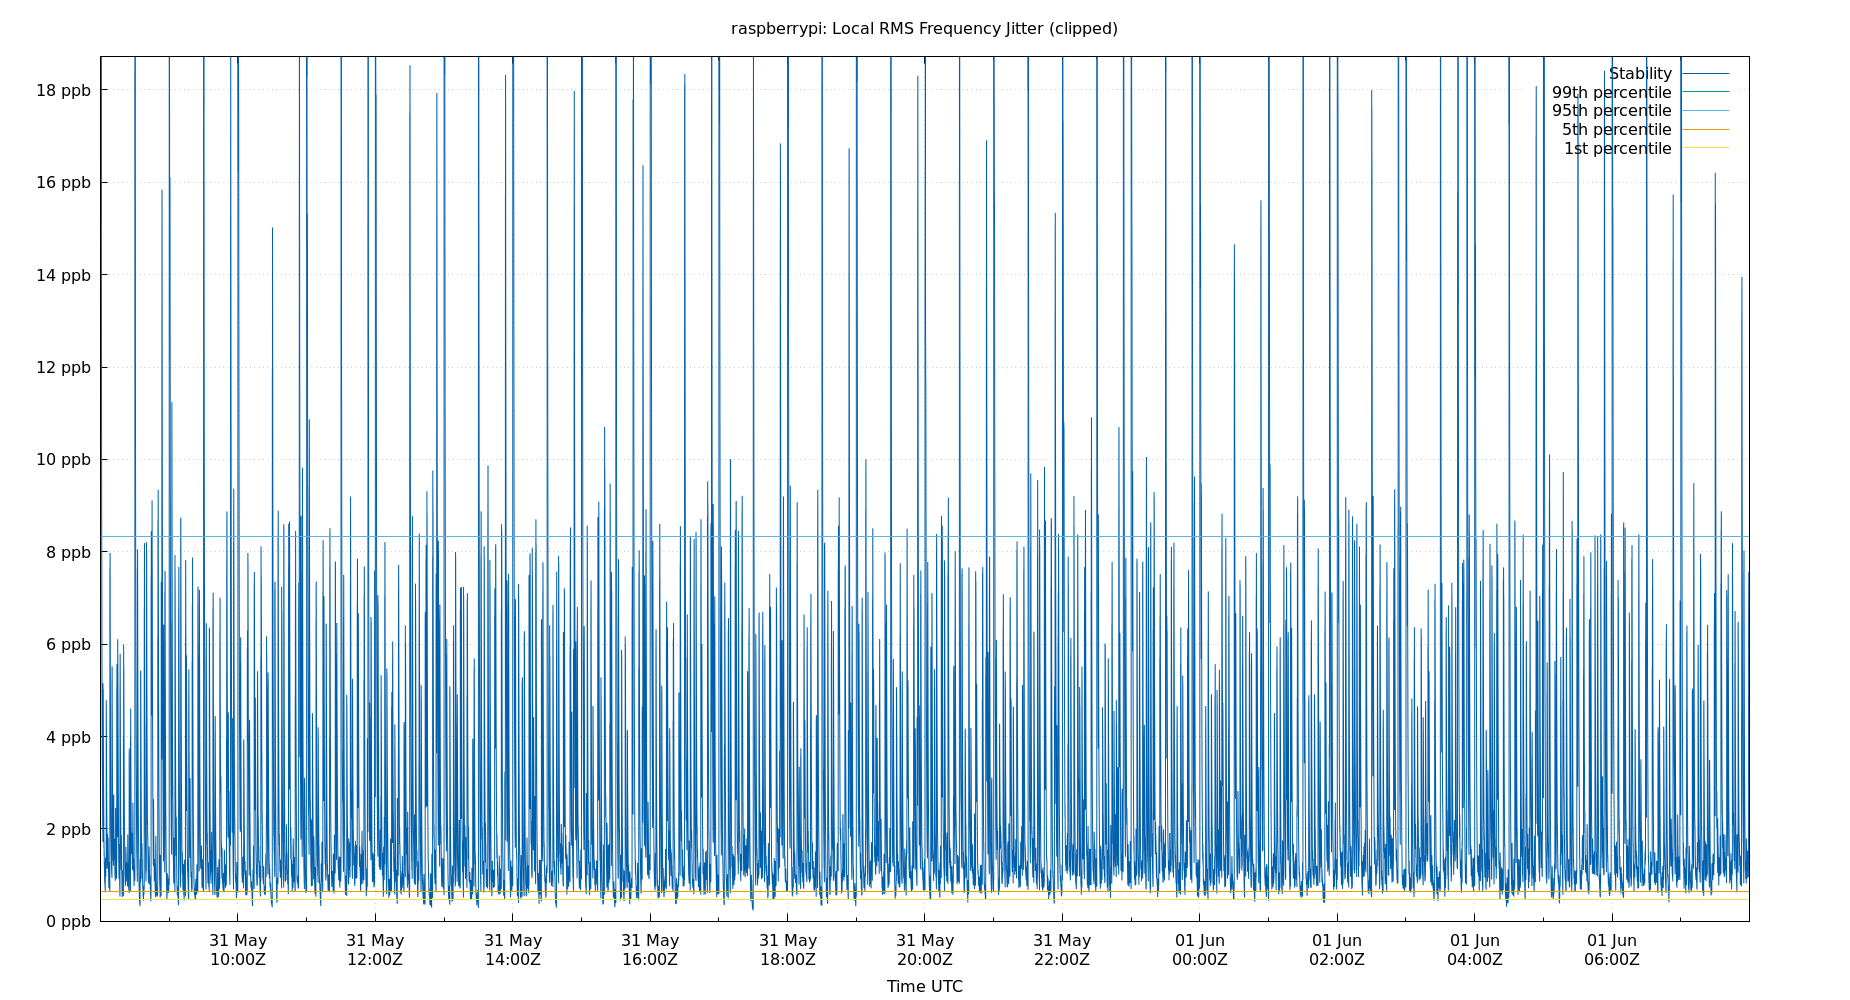 raspberrypi: Local RMS Frequency Jitter (clipped)
Stability
99th percentile
95th percentile
5th percentile
1st percentile
18 ppb
16 ppb
14 ppb
12 ppb
10 ppb
8 ppb
6 ppb
4 ppb
2 ppb
0 ppb
31 May 31 May 31 May 31 May 31 May 31 May 31 May 01 Jun 01 Jun 01 Jun 01 Jun
10:00Z 12:00Z 14:00Z 16:00Z 18:00Z 20:00Z 22:00Z 00:00Z 02:00Z 04:00Z 06:00Z
Time UTC